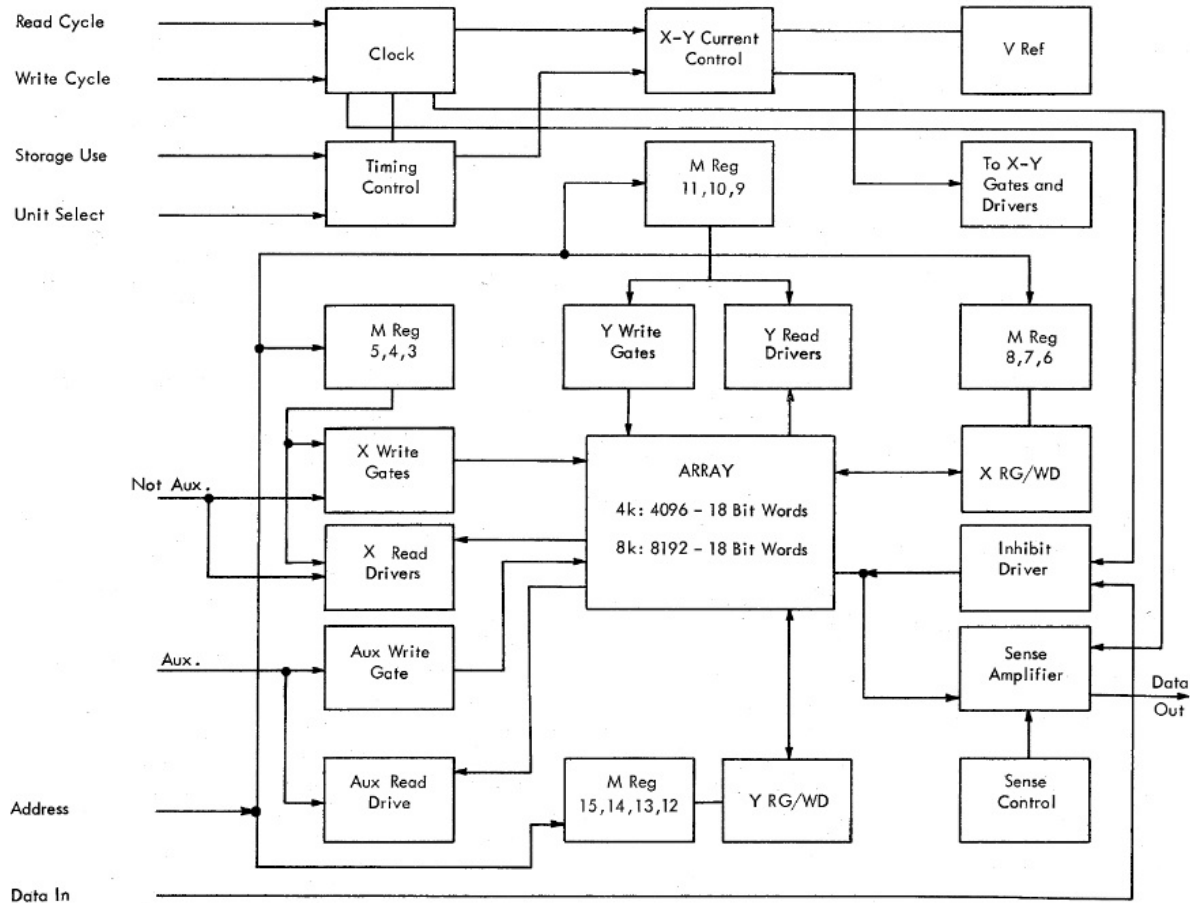 Read Cycle
Write Cycle
Clock
X-Y Current
Control
V Ref
Storage Use
Unit Select
Timing
Control
M Reg
11,10,9
To X-Y
Gates and
Drivers
M Reg
5,4,3
Y Write
Gates
Y Read
Drivers
M Reg
8,7,6
X Write
Gates
Not Aux.
X Read
Drivers
ARRAY
4k: 4096 - 18 Bit Words
8k: 8192 - 18 Bit Words
X RG/WD
Inhibit
Driver
Aux.
Aux Write
Gate
Sense
Amplifier
Data
Out
Aux Read
Drive
M Reg
15,14,13,12
Y RG/WD
Sense
Control
Address
Data In